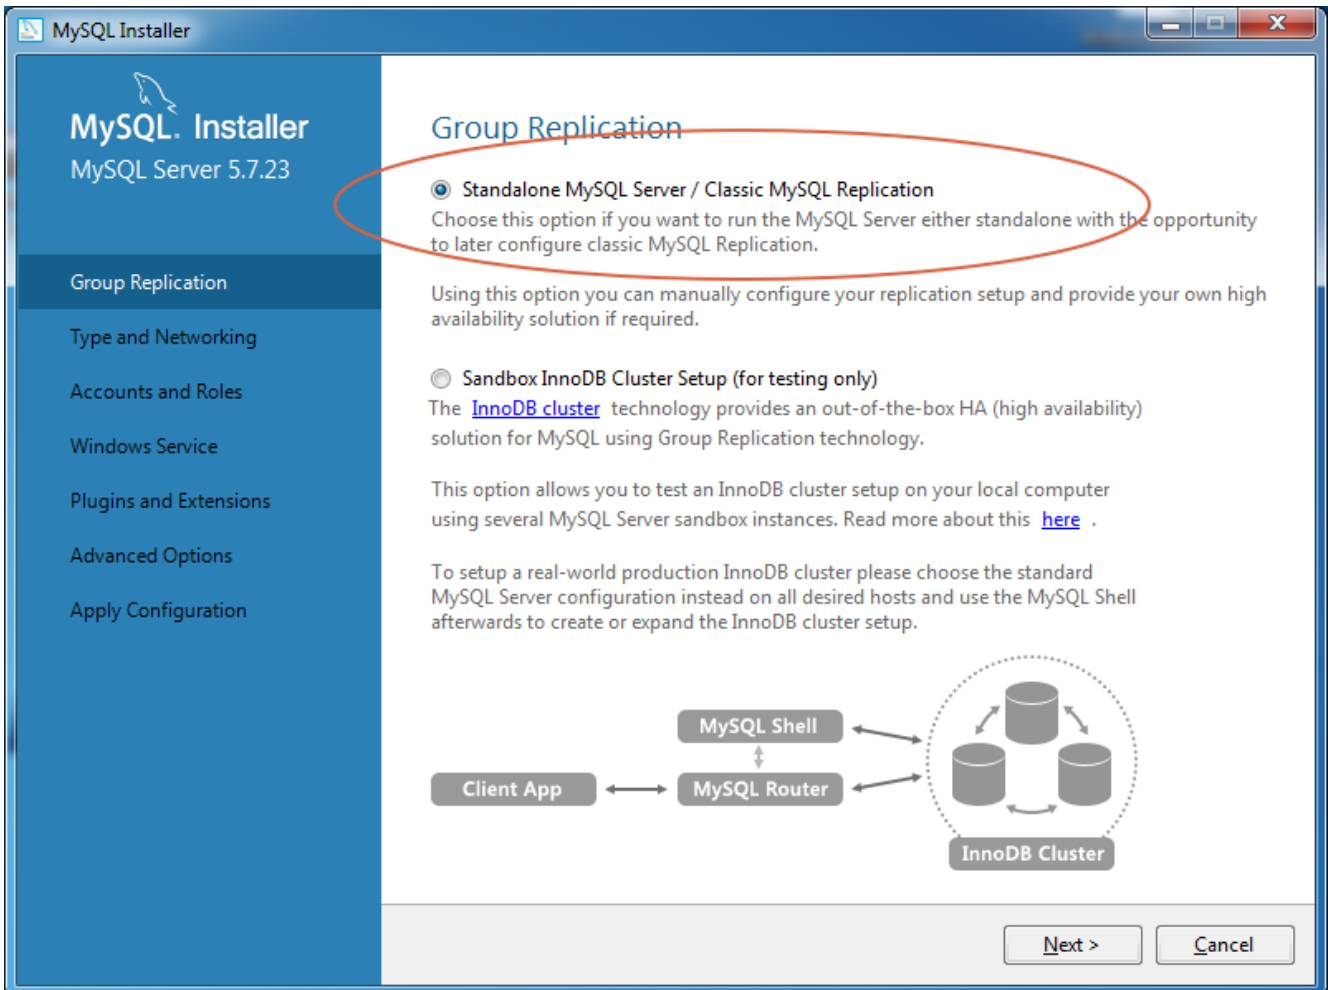 MySQL Installer
MySQL. Installer
MySQL Server 5.7.23
Group Replication
Type and Networking
Accounts and Roles
Windows Service
Plugins and Extensions
Advanced Options
Apply Configuration
Group Replication
Standalone MySQL Server / Classic MySQL Replication
Choose this option if you want to run the MySQL Server either standalone with the opportunity
to later configure classic MySQL Replication.
Using this option you can manually configure your replication setup and provide your own high
availability solution if required.
Sandbox InnoDB Cluster Setup (for testing only)
The InnoDB cluster technology provides an out-of-the-box HA (high availability)
solution for MySQL using Group Replication technology.
This option allows you to test an InnoDB cluster setup on your local computer
using several MySQL Server sandbox instances. Read more about this here .
To setup a real-world production InnoDB cluster please choose the standard
MySQL Server configuration instead on all desired hosts and use the MySQL Shell
afterwards to create or expand the InnoDB cluster setup.
MySQL Shell
Client App
MySQL Router
InnoDB Cluster
Next >
Cancel